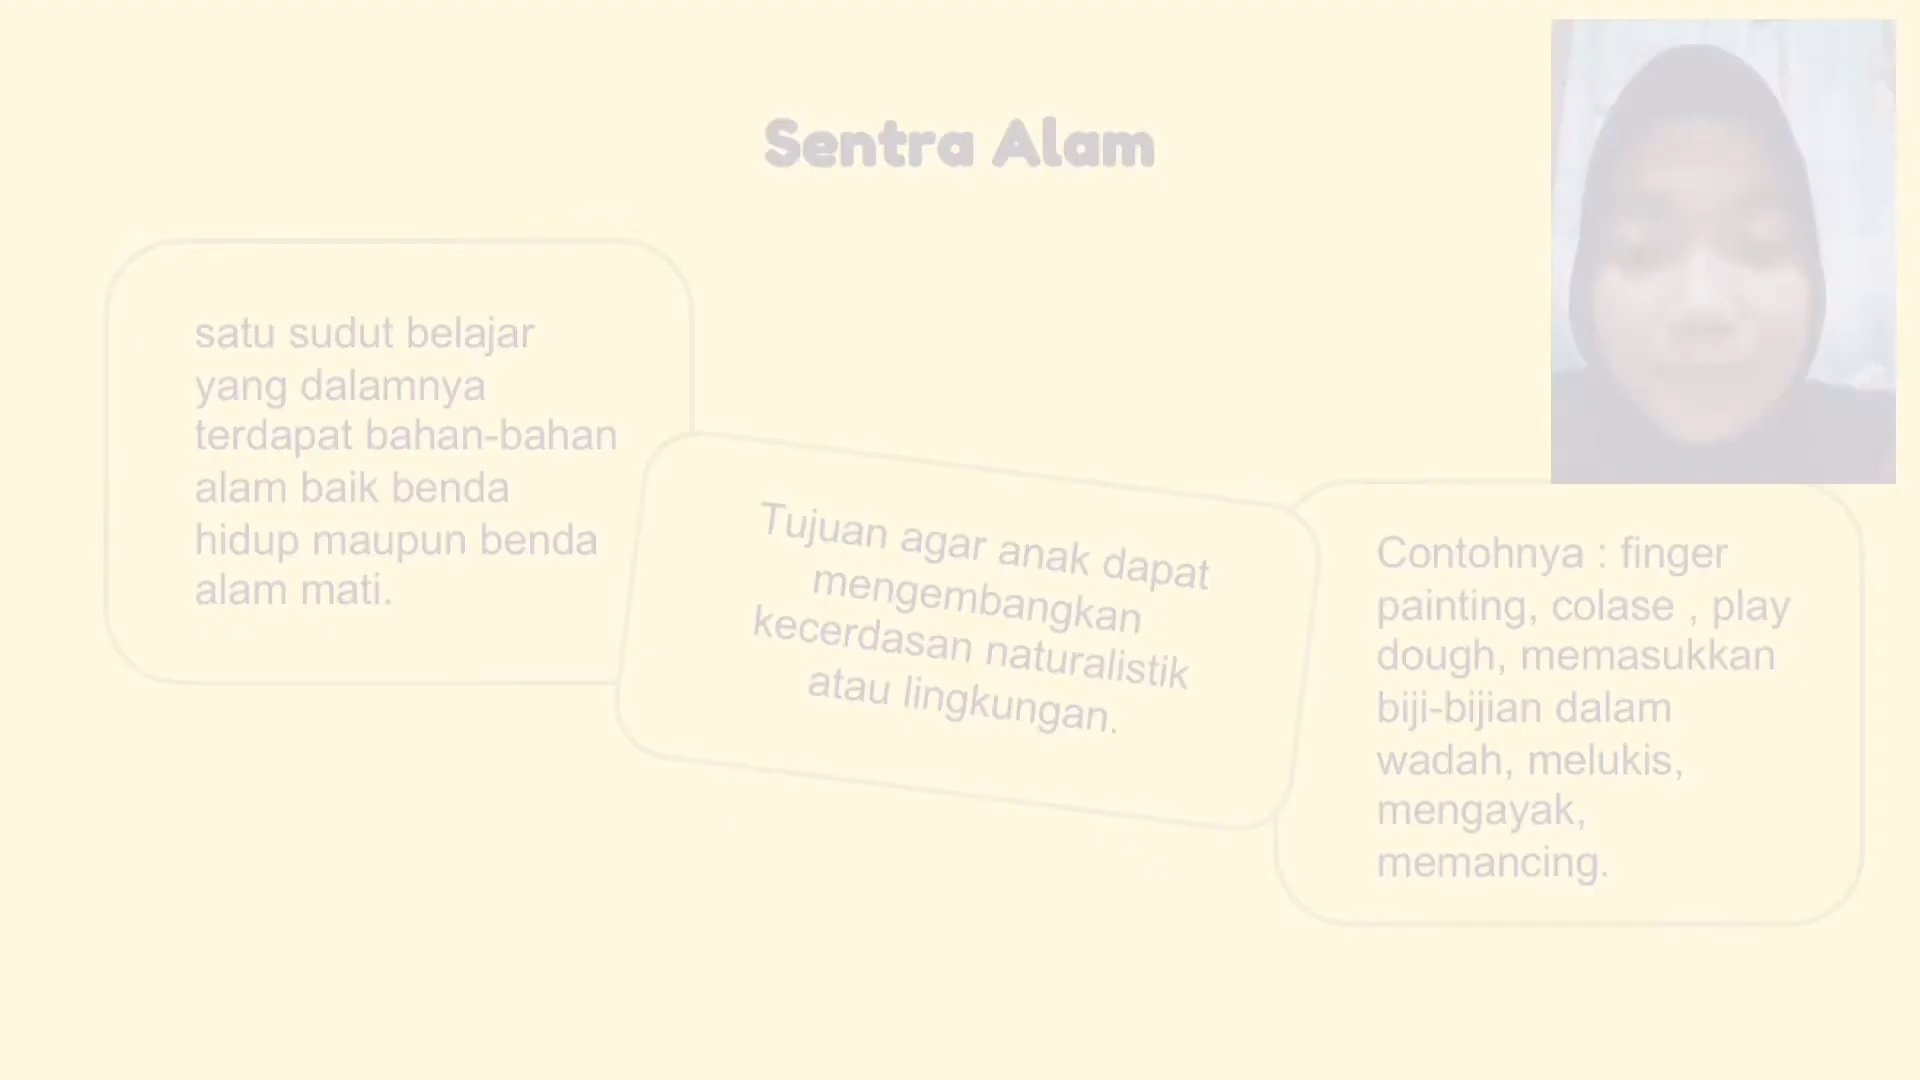 Sentra Alam
satu sudut belajar
yang dalamnya
terdapat bahan-bahan
alam baik benda
hidup maupun benda
alam mati.
Tujuan agar anak dapat
mengembangkan
kecerdasan naturalistik
atau lingkungan.
Contohnya : finger
painting, colase , play
dough, memasukkan
biji-bijian dalam
wadah, melukis,
mengayak,
memancing.